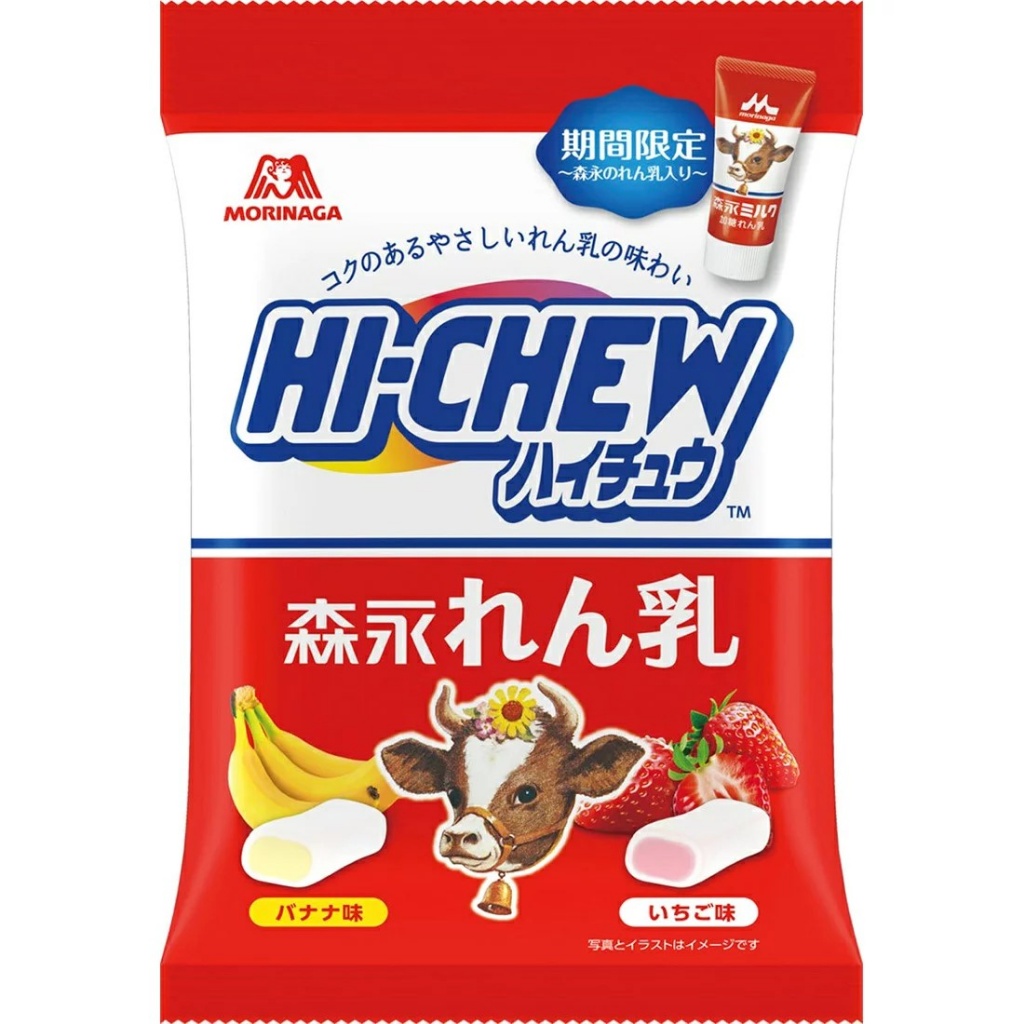 期間限定
～森永のれん乳入り～
morinaga
森永ミルク
加糖れん乳
MORINAGA
コクのあるやさしいれん乳の味わい
HI-CHEW
ハイチュウ
TM
森永れん乳
バナナ味
いちご味
写真とイラストはイメージです